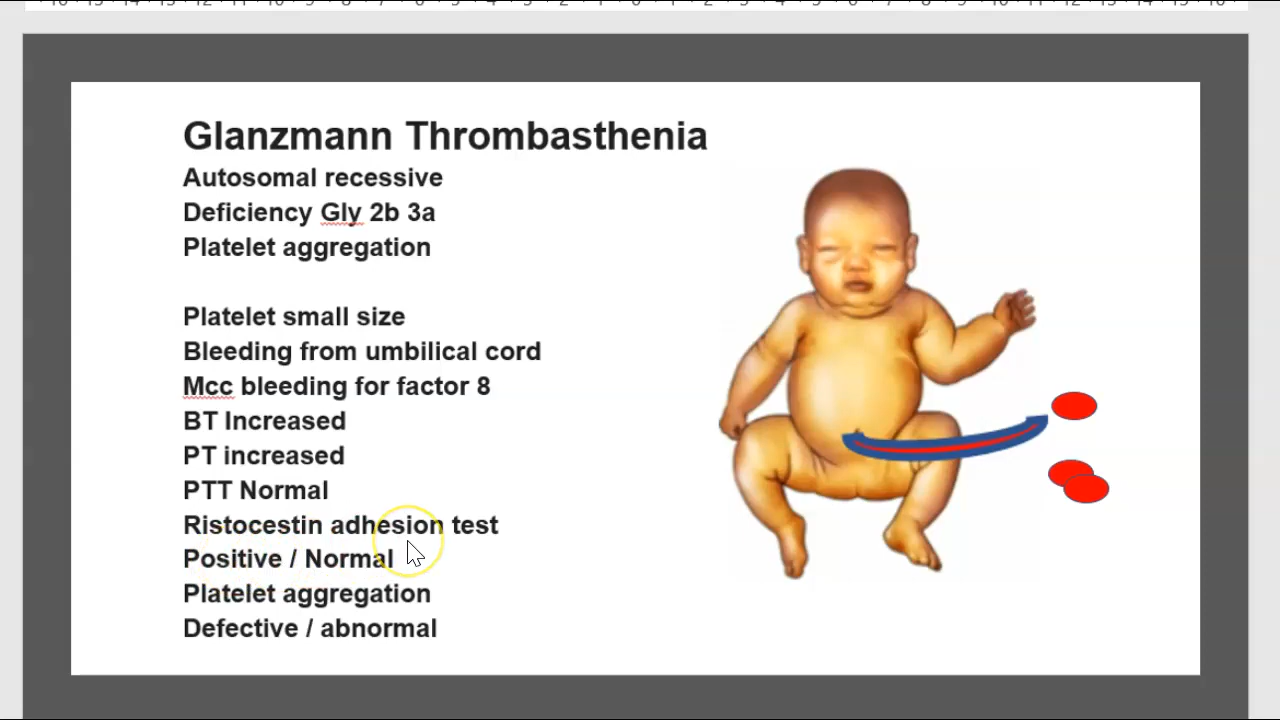 Glanzmann Thrombasthenia
Autosomal recessive
Deficiency Gly 2b 3a
Platelet aggregation
Platelet small size
Bleeding from umbilical cord
Mcc bleeding for factor 8
BT Increased
PT increased
PTT Normal
Ristocestin adhesion test
Positive / Normal
Platelet aggregation
Defective / abnormal